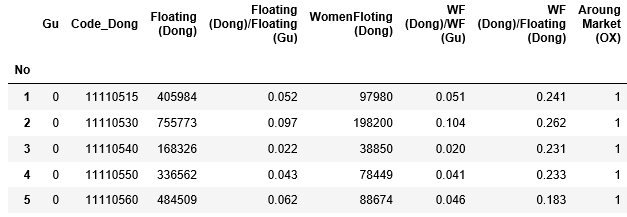 Gu Code_Dong Floating (Dong) Floating (Dong)/Floating (Gu) WomenFloting (Dong) WF (Dong)/WF (Gu) WF (Dong)/Floating (Dong) Aroung Market (OX)
No
1 0 11110515 405984 0.052 97980 0.051 0.241 1
2 0 11110530 755773 0.097 198200 0.104 0.262 1
3 0 11110540 168326 0.022 38850 0.020 0.231 1
4 0 11110550 336562 0.043 78449 0.041 0.233 1
5 0 11110560 484509 0.062 88674 0.046 0.183 1